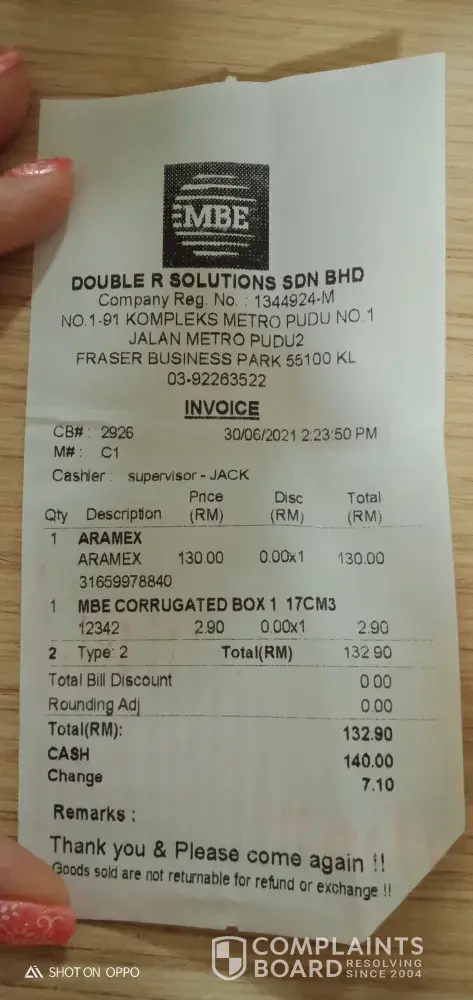 MBE
DOUBLE R SOLUTIONS SDN BHD
Company Reg. No. : 1344924-M
NO.1-91 KOMPLEKS METRO PUDU NO.1
JALAN METRO PUDU2
FRASER BUSINESS PARK 55100 KL
03-92263522
INVOICE
CB# : 2926 30/06/2021 2:23:50 PM
M# : C1
Cashier : supervisor - JACK
Qty Description Price (RM) Disc (RM) Total (RM)
1 ARAMEX
ARAMEX 130.00 0.00x1 130.00
31659978840
1 MBE CORRUGATED BOX 1 17CM3
12342 2.90 0.00x1 2.90
2 Type: 2 Total(RM) 132.90
Total Bill Discount 0.00
Rounding Adj 0.00
Total(RM): 132.90
CASH 140.00
Change 7.10
Remarks :
Thank you & Please come again !!
Goods sold are not returnable for refund or exchange !!
SHOT ON OPPO
COMPLAINTS BOARD RESOLVING SINCE 2004